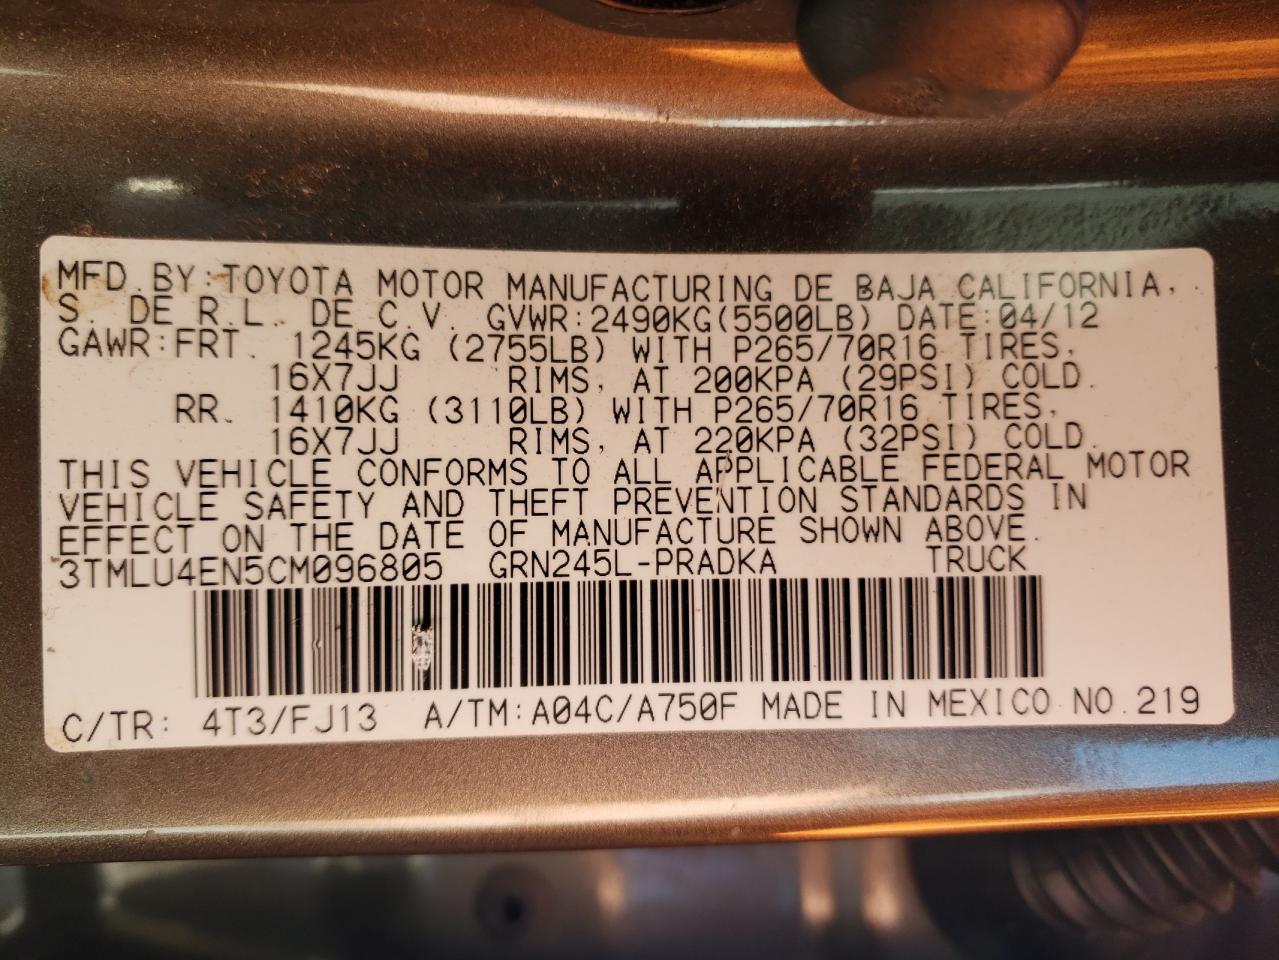 MFD. BY: TOYOTA MOTOR MANUFACTURING DE BAJA CALIFORNIA,
S. DE R.L. DE C.V. GVWR:2490KG(5500LB) DATE:04/12
GAWR:FRT. 1245KG (2755LB) WITH P265/70R16 TIRES,
16X7JJ RIMS, AT 200KPA (29PSI) COLD.
RR. 1410KG (3110LB) WITH P265/70R16 TIRES,
16X7JJ RIMS, AT 220KPA (32PSI) COLD.
THIS VEHICLE CONFORMS TO ALL APPLICABLE FEDERAL MOTOR
VEHICLE SAFETY AND THEFT PREVENTION STANDARDS IN
EFFECT ON THE DATE OF MANUFACTURE SHOWN ABOVE.
3TMLU4EN5CM096805 GRN245L-PRADKA TRUCK
C/TR: 4T3/FJ13 A/TM:A04C/A750F MADE IN MEXICO NO.219